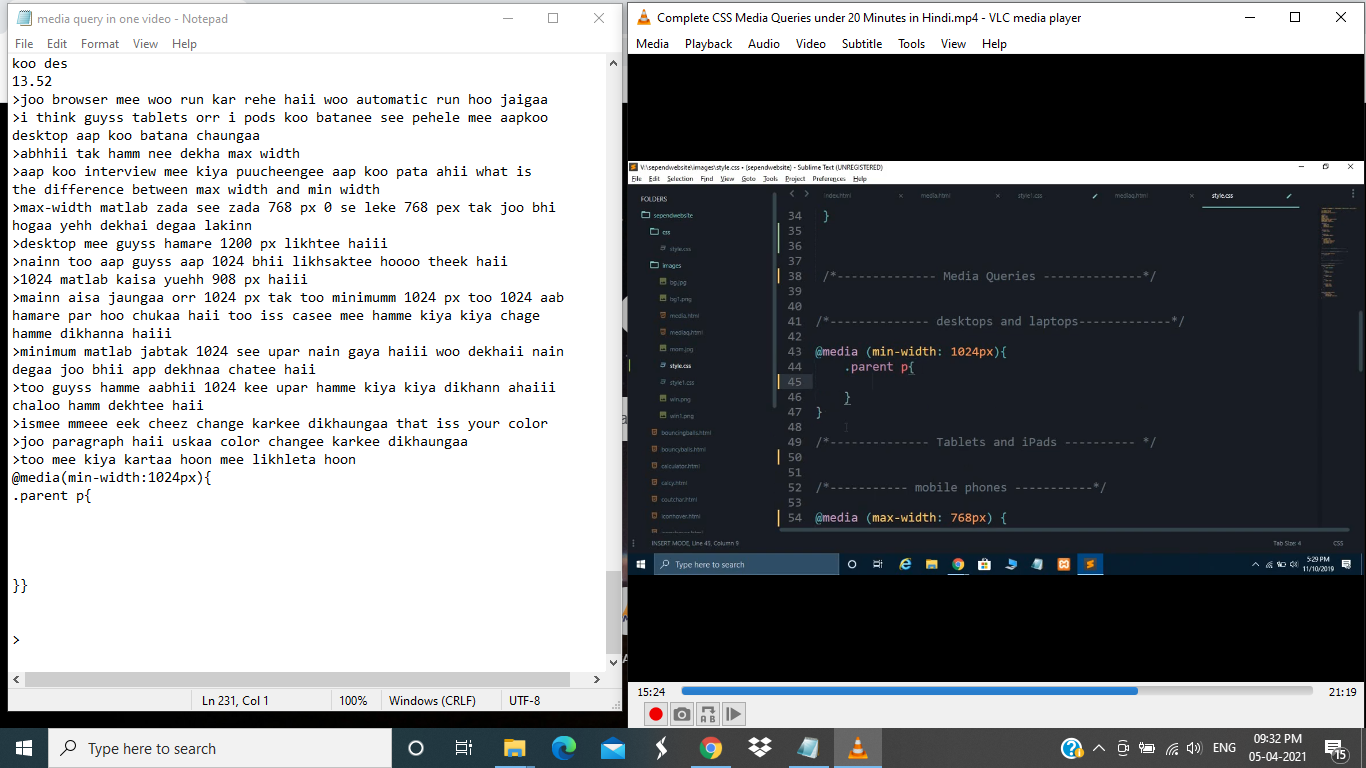 media query in one video - Notepad
File Edit Format View Help
koo des
13.52
>joo browser mee woo run kar rehe haii woo automatic run hoo jaigaa
>i think guyss tablets orr i pods koo batanee see pehele mee aapkoo
desktop aap koo batana chaungaa
>abhhii tak hamm nee dekha max width
>aap koo interview mee kiya puucheengee aap koo pata ahii what is
the difference between max width and min width
>max-width matlab zada see zada 768 px 0 se leke 768 pex tak joo bhi
hogaa yehh dekhai degaa lakinn
>desktop mee guyss hamare 1200 px likhtee haiii
>nainn too aap guyss aap 1024 bhii likhsaktee hoooo theek haii
>1024 matlab kaisa yuehh 908 px haiii
>mainn aisa jaungaa orr 1024 px tak too minimumm 1024 px too 1024 aab
hamare par hoo chukaa haii too iss casee mee hamme kiya kiya chage
hamme dikhanna haiii
>minimum matlab jabtak 1024 see upar nain gaya haiii woo dekhaii nain
degaa joo bhii app dekhnaa chatee haii
>too guyss hamme aabhii 1024 kee upar hamme kiya kiya dikhann ahaiii
chaloo hamm dekhtee haii
>ismee mmeee eek cheez change karkee dikhaungaa that iss your color
>joo paragraph haii uskaa color changee karkee dikhaungaa
>too mee kiya kartaa hoon mee likhleta hoon
@media(min-width:1024px){
.parent p{
}}
>
Ln 231, Col 1 100% Windows (CRLF) UTF-8
Complete CSS Media Queries under 20 Minutes in Hindi.mp4 - VLC media player
Media Playback Audio Video Subtitle Tools View Help
V:\sependwebsite\images\style.css • (sependwebsite) - Sublime Text (UNREGISTERED)
File Edit Selection Find View Goto Tools Project Preferences Help
index.html media.html style1.css mediaq.html style.css
FOLDERS
sependwebsite
css
style.css
images
bg.jpg
bg1.png
media.html
mediaq.html
mom.png
style.css
style1.css
win.png
win1.png
bouncingballs.html
bouncyballs.html
calculator.html
calcy.html
coutchar.html
iconhover.html
34 }
35
36
37
38 /*-------------- Media Queries --------------*/
39
40
41 /*-------------- desktops and laptops-------------*/
42
43 @media (min-width: 1024px){
44 .parent p{
45
46 }
47 }
48
49 /*-------------- Tablets and iPads ---------- */
50
51
52 /*----------- mobile phones -----------*/
53
54 @media (max-width: 768px) {
INSERT MODE, Line 45, Column 9 Tab Size: 4 CSS
Type here to search
5:29 PM
11/10/2019
15:24 21:19
Type here to search
ENG
09:32 PM
05-04-2021
15